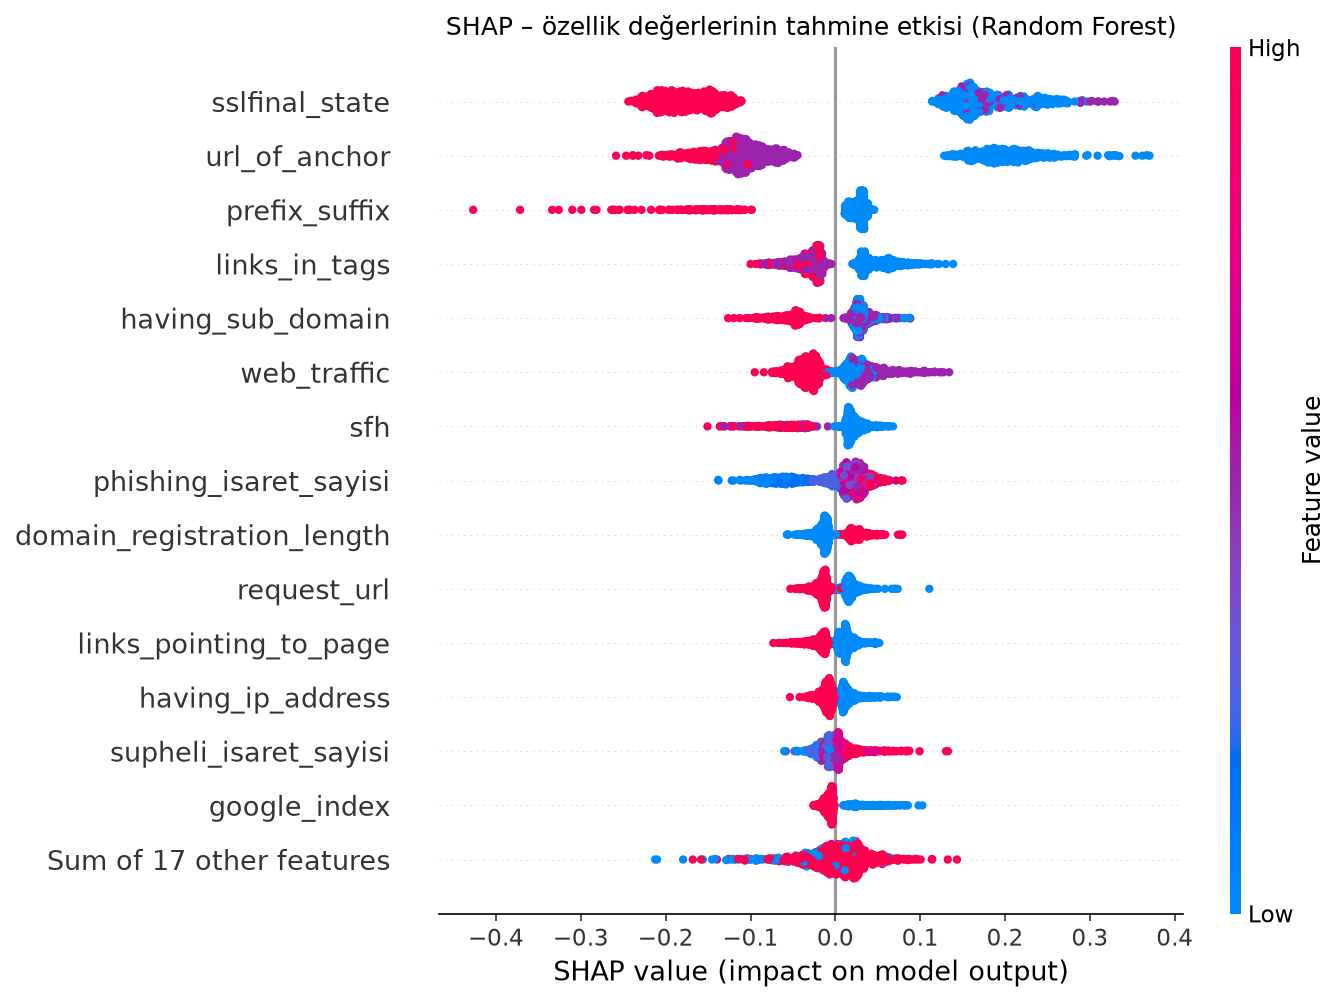 SHAP – özellik değerlerinin tahmine etkisi (Random Forest)
High
sslfinal_state
url_of_anchor
prefix_suffix
links_in_tags
having_sub_domain
web_traffic
sfh
phishing_isaret_sayisi
domain_registration_length
request_url
links_pointing_to_page
having_ip_address
supheli_isaret_sayisi
google_index
Sum of 17 other features
Feature value
Low
−0.4 −0.3 −0.2 −0.1 0.0 0.1 0.2 0.3 0.4
SHAP value (impact on model output)